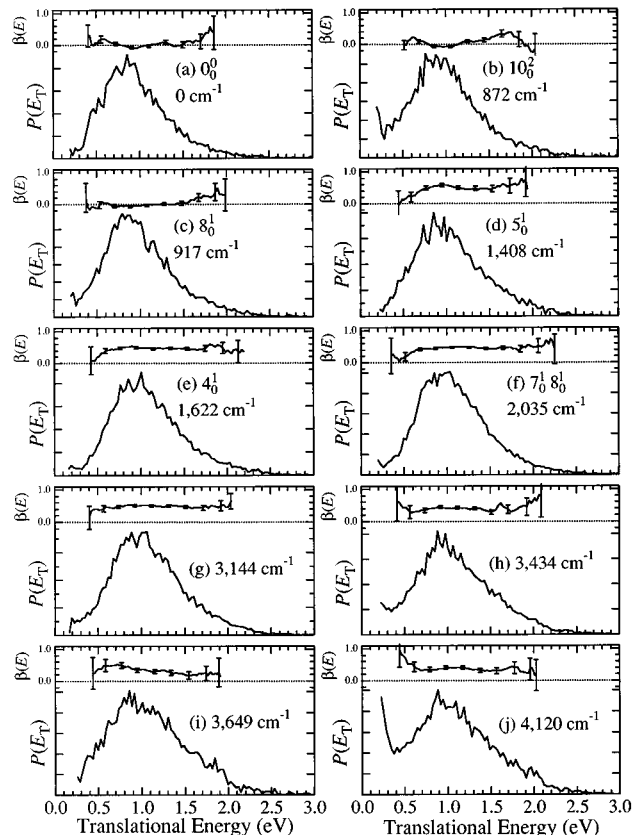 β(E) 1.0 0.0
P(E_T)
(a) 0⁰₀
0 cm⁻¹
1.0 0.0
(b) 10²₀
872 cm⁻¹
β(E) 1.0 0.0
P(E_T)
(c) 8¹₀
917 cm⁻¹
1.0 0.0
(d) 5¹₀
1,408 cm⁻¹
β(E) 1.0 0.0
P(E_T)
(e) 4¹₀
1,622 cm⁻¹
1.0 0.0
(f) 7¹₀ 8¹₀
2,035 cm⁻¹
β(E) 1.0 0.0
P(E_T)
(g) 3,144 cm⁻¹
1.0 0.0
(h) 3,434 cm⁻¹
β(E) 1.0 0.0
P(E_T)
(i) 3,649 cm⁻¹
1.0 0.0
(j) 4,120 cm⁻¹
0.0 0.5 1.0 1.5 2.0 2.5 3.0 0.0 0.5 1.0 1.5 2.0 2.5 3.0
Translational Energy (eV) Translational Energy (eV)